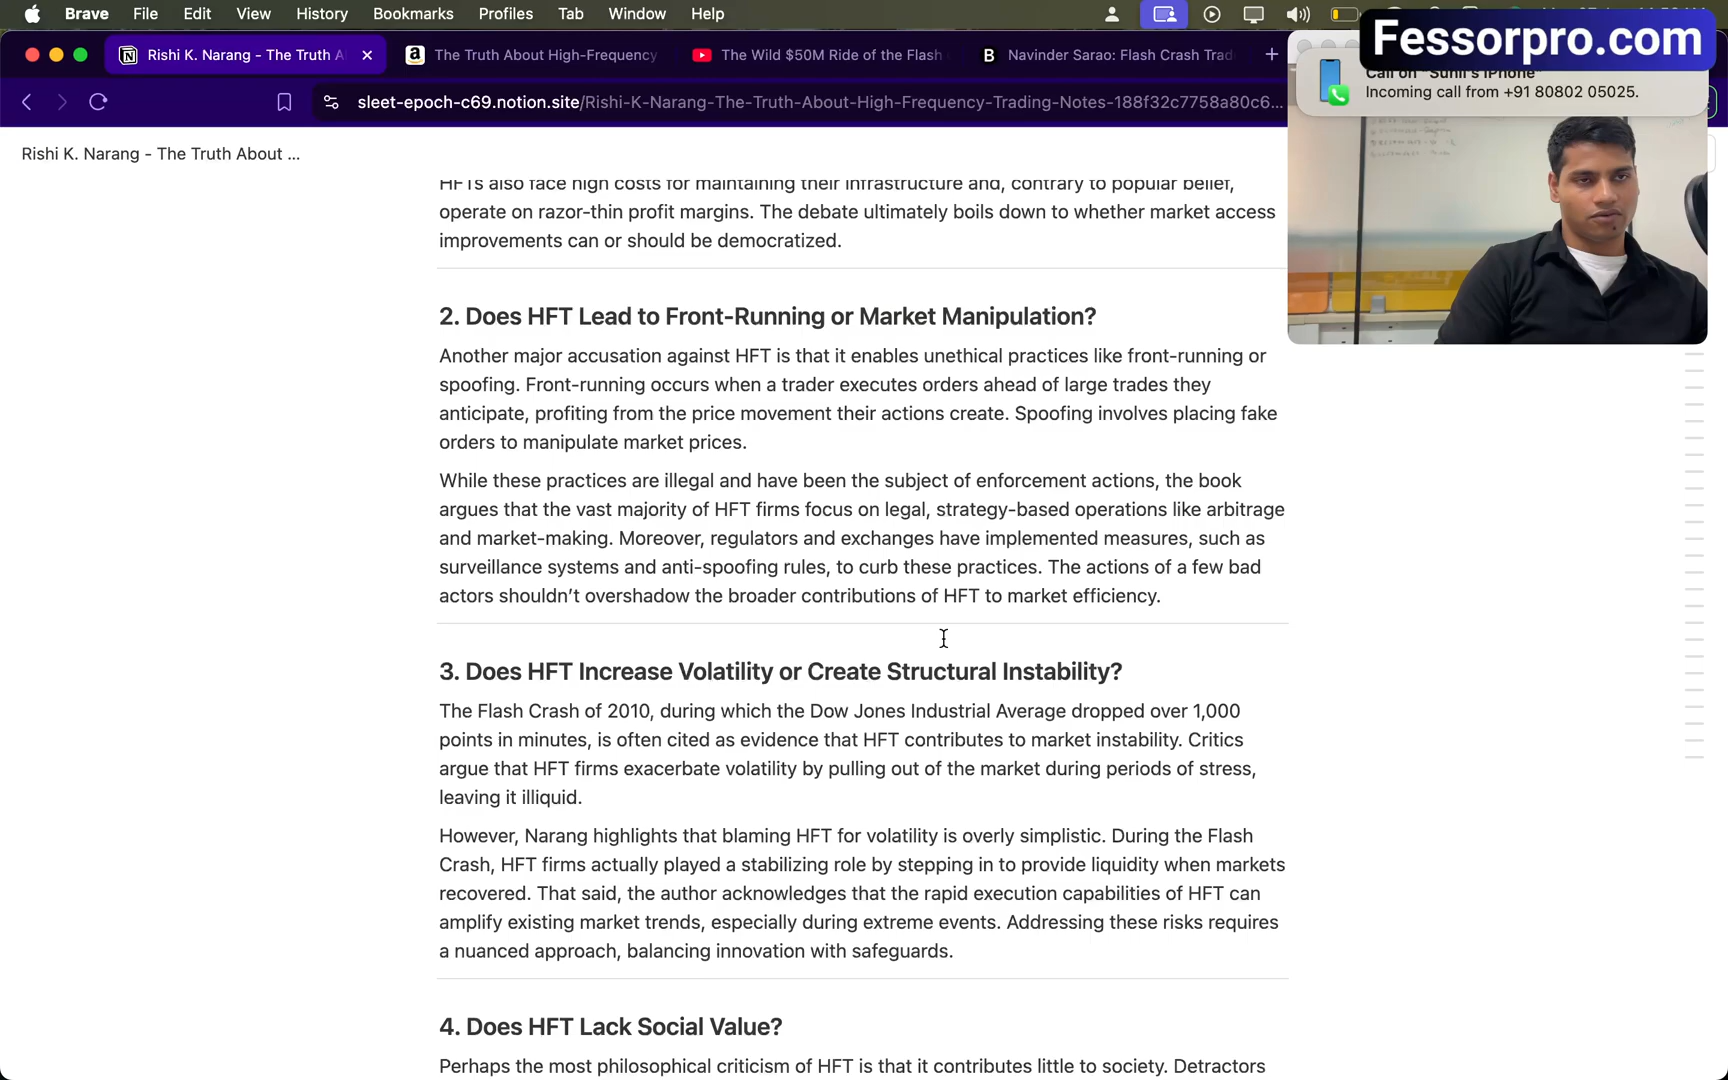 Brave File Edit View History Bookmarks Profiles Tab Window Help
Fessorpro.com
Rishi K. Narang - The Truth A
The Truth About High-Frequency
The Wild $50M Ride of the Flash
Navinder Sarao: Flash Crash Trad
Call on "Sunil's iPhone"
Incoming call from +91 80802 05025.
sleet-epoch-c69.notion.site/Rishi-K-Narang-The-Truth-About-High-Frequency-Trading-Notes-188f32c7758a80c6...
Rishi K. Narang - The Truth About ...
HFTs also face high costs for maintaining their infrastructure and, contrary to popular belief,
operate on razor-thin profit margins. The debate ultimately boils down to whether market access
improvements can or should be democratized.
2. Does HFT Lead to Front-Running or Market Manipulation?
Another major accusation against HFT is that it enables unethical practices like front-running or
spoofing. Front-running occurs when a trader executes orders ahead of large trades they
anticipate, profiting from the price movement their actions create. Spoofing involves placing fake
orders to manipulate market prices.
While these practices are illegal and have been the subject of enforcement actions, the book
argues that the vast majority of HFT firms focus on legal, strategy-based operations like arbitrage
and market-making. Moreover, regulators and exchanges have implemented measures, such as
surveillance systems and anti-spoofing rules, to curb these practices. The actions of a few bad
actors shouldn't overshadow the broader contributions of HFT to market efficiency.
3. Does HFT Increase Volatility or Create Structural Instability?
The Flash Crash of 2010, during which the Dow Jones Industrial Average dropped over 1,000
points in minutes, is often cited as evidence that HFT contributes to market instability. Critics
argue that HFT firms exacerbate volatility by pulling out of the market during periods of stress,
leaving it illiquid.
However, Narang highlights that blaming HFT for volatility is overly simplistic. During the Flash
Crash, HFT firms actually played a stabilizing role by stepping in to provide liquidity when markets
recovered. That said, the author acknowledges that the rapid execution capabilities of HFT can
amplify existing market trends, especially during extreme events. Addressing these risks requires
a nuanced approach, balancing innovation with safeguards.
4. Does HFT Lack Social Value?
Perhaps the most philosophical criticism of HFT is that it contributes little to society. Detractors